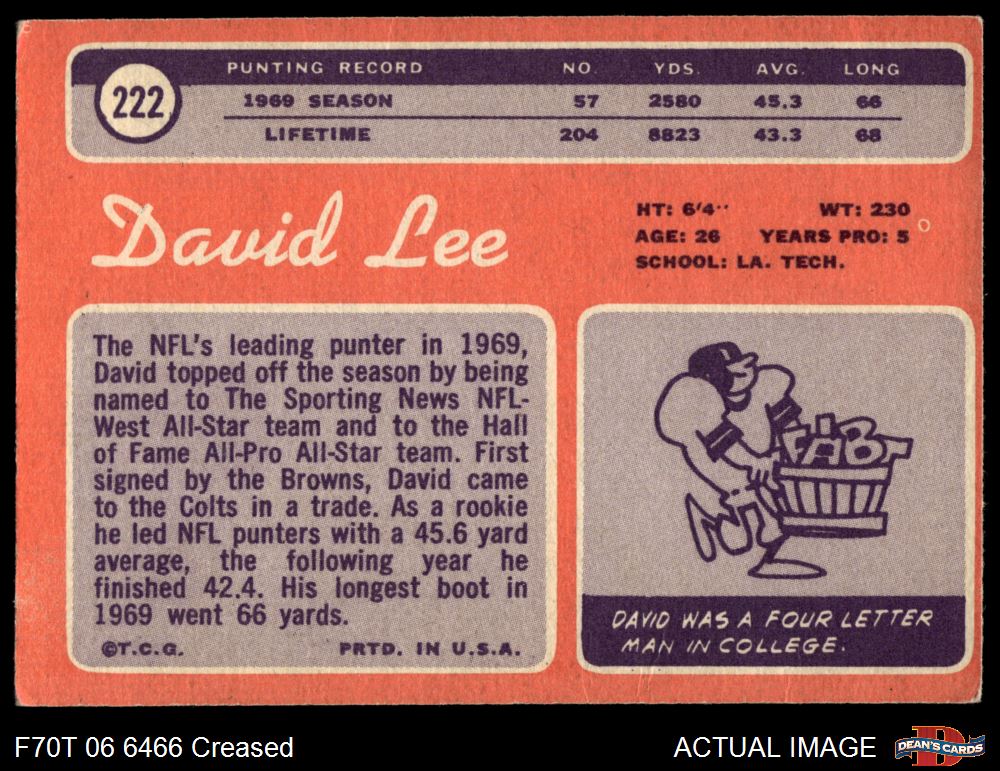 222
PUNTING RECORD NO. YDS. AVG. LONG
1969 SEASON 57 2580 45.3 66
LIFETIME 204 8823 43.3 68
David Lee
HT: 6'4" WT: 230
AGE: 26 YEARS PRO: 5
SCHOOL: LA. TECH.
The NFL's leading punter in 1969,
David topped off the season by being
named to The Sporting News NFL-
West All-Star team and to the Hall
of Fame All-Pro All-Star team. First
signed by the Browns, David came
to the Colts in a trade. As a rookie
he led NFL punters with a 45.6 yard
average, the following year he
finished 42.4. His longest boot in
1969 went 66 yards.
©T.C.G. PRTD. IN U.S.A.
DAVID WAS A FOUR LETTER
MAN IN COLLEGE.
F70T 06 6466 Creased
ACTUAL IMAGE
DEAN'S CARDS